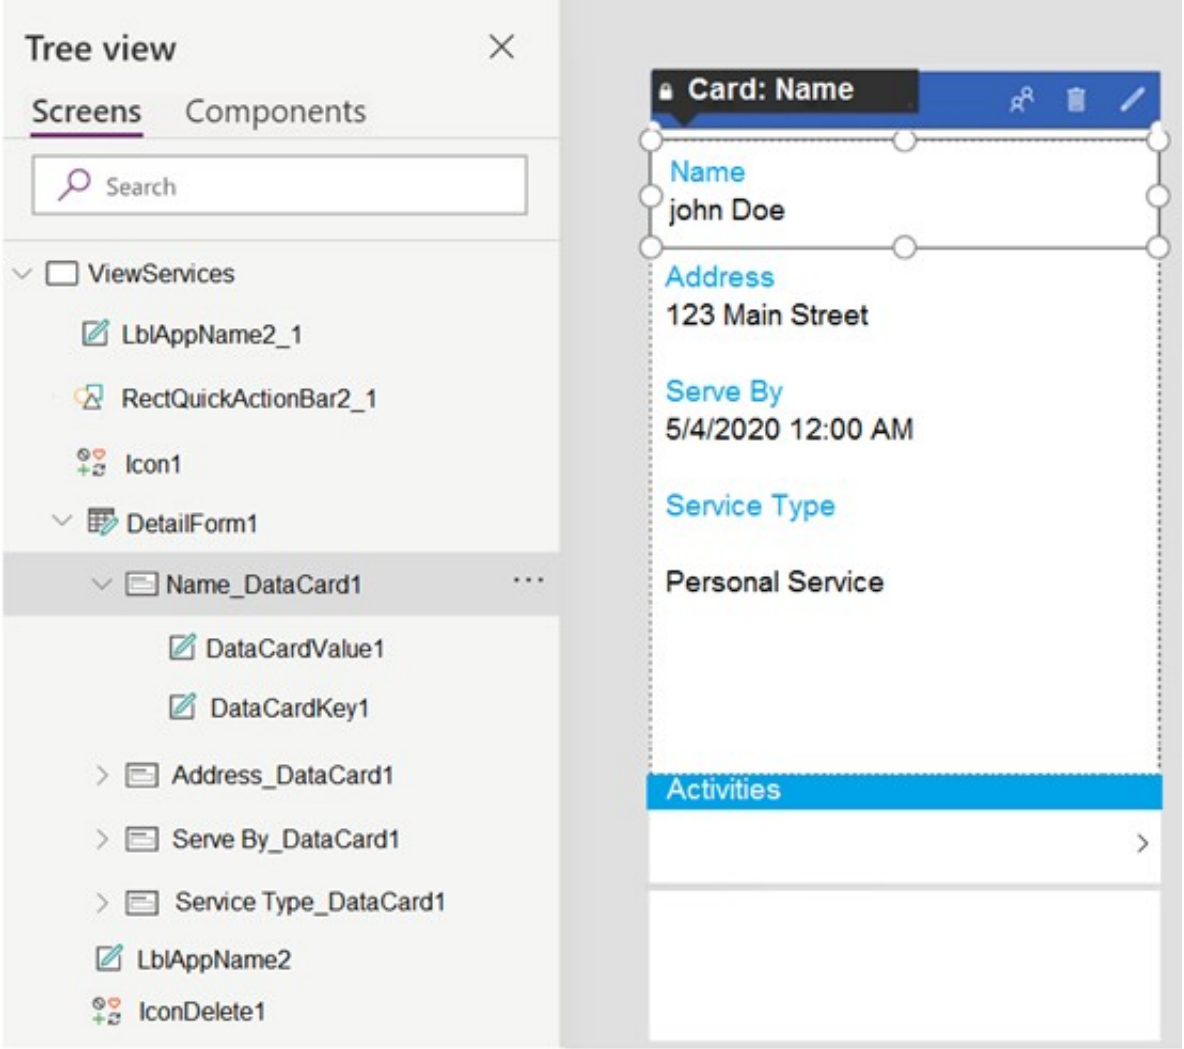 Tree view
Screens Components
Search
ViewServices
LblAppName2_1
RectQuickActionBar2_1
Icon1
DetailForm1
Name_DataCard1
DataCardValue1
DataCardKey1
Address_DataCard1
Serve By_DataCard1
Service Type_DataCard1
LblAppName2
IconDelete1
Card: Name
Name
john Doe
Address
123 Main Street
Serve By
5/4/2020 12:00 AM
Service Type
Personal Service
Activities